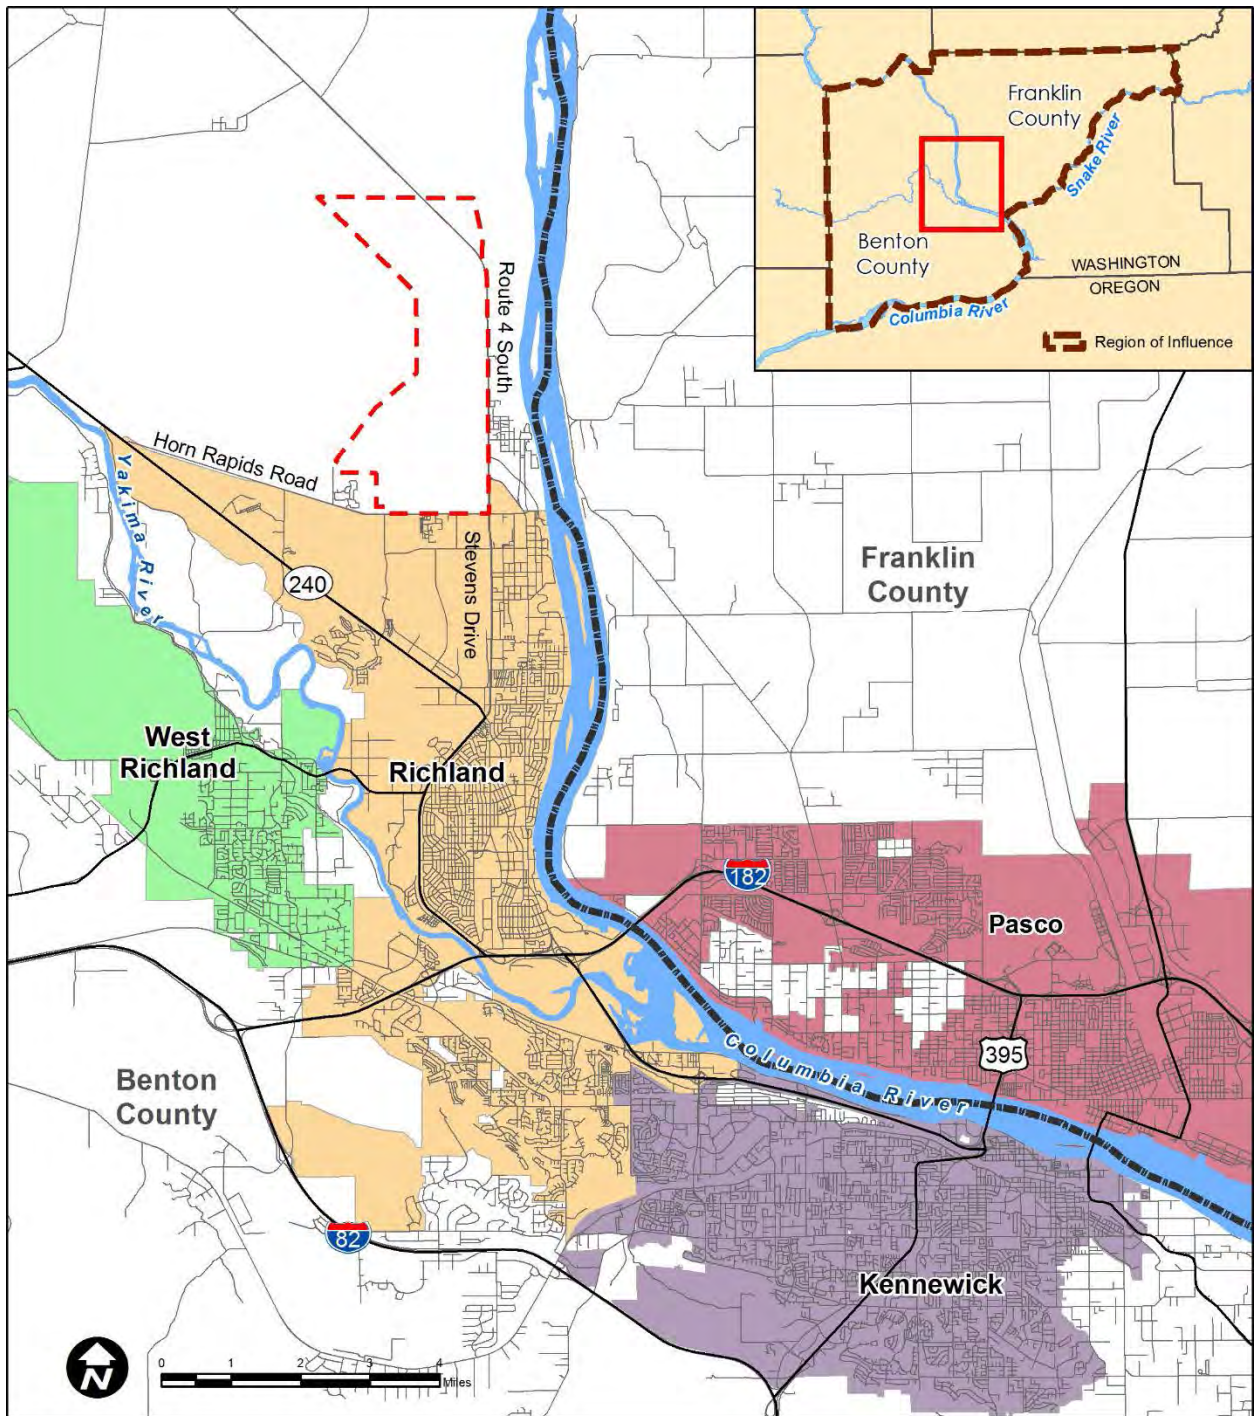 Franklin
County
Snake River
Benton
County
WASHINGTON
OREGON
Columbia River
Region of Influence
Route 4 South
Horn Rapids Road
Yakima River
Stevens Drive
240
Franklin
County
West
Richland
Richland
182
Pasco
395
Columbia River
Benton
County
82
Kennewick
N
0 1 2 3 4
Miles